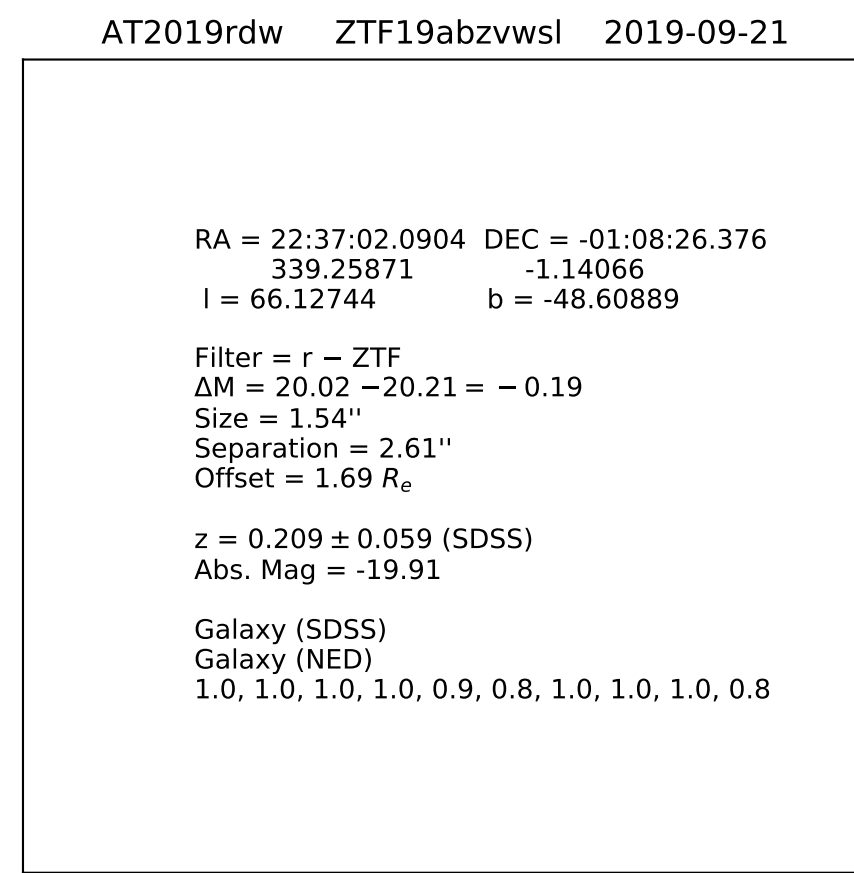 AT2019rdw ZTF19abzvwsl 2019-09-21
RA = 22:37:02.0904 DEC = -01:08:26.376
339.25871 -1.14066
l = 66.12744 b = -48.60889
Filter = r − ZTF
ΔM = 20.02 −20.21 = − 0.19
Size = 1.54''
Separation = 2.61''
Offset = 1.69 Re
z = 0.209 ± 0.059 (SDSS)
Abs. Mag = -19.91
Galaxy (SDSS)
Galaxy (NED)
1.0, 1.0, 1.0, 1.0, 0.9, 0.8, 1.0, 1.0, 1.0, 0.8